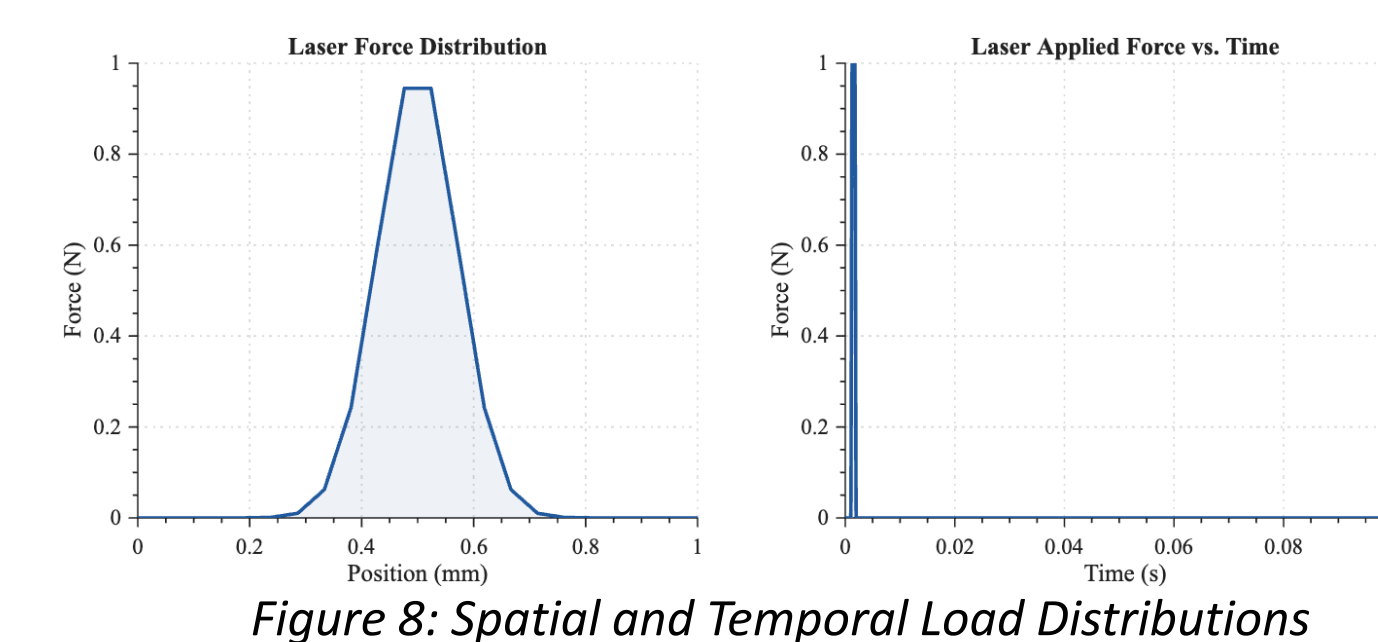 Laser Force Distribution
1
0.8
0.6
0.4
0.2
0
Force (N)
0 0.2 0.4 0.6 0.8 1
Position (mm)
Laser Applied Force vs. Time
1
0.8
0.6
0.4
0.2
0
Force (N)
0 0.02 0.04 0.06 0.08
Time (s)
Figure 8: Spatial and Temporal Load Distributions